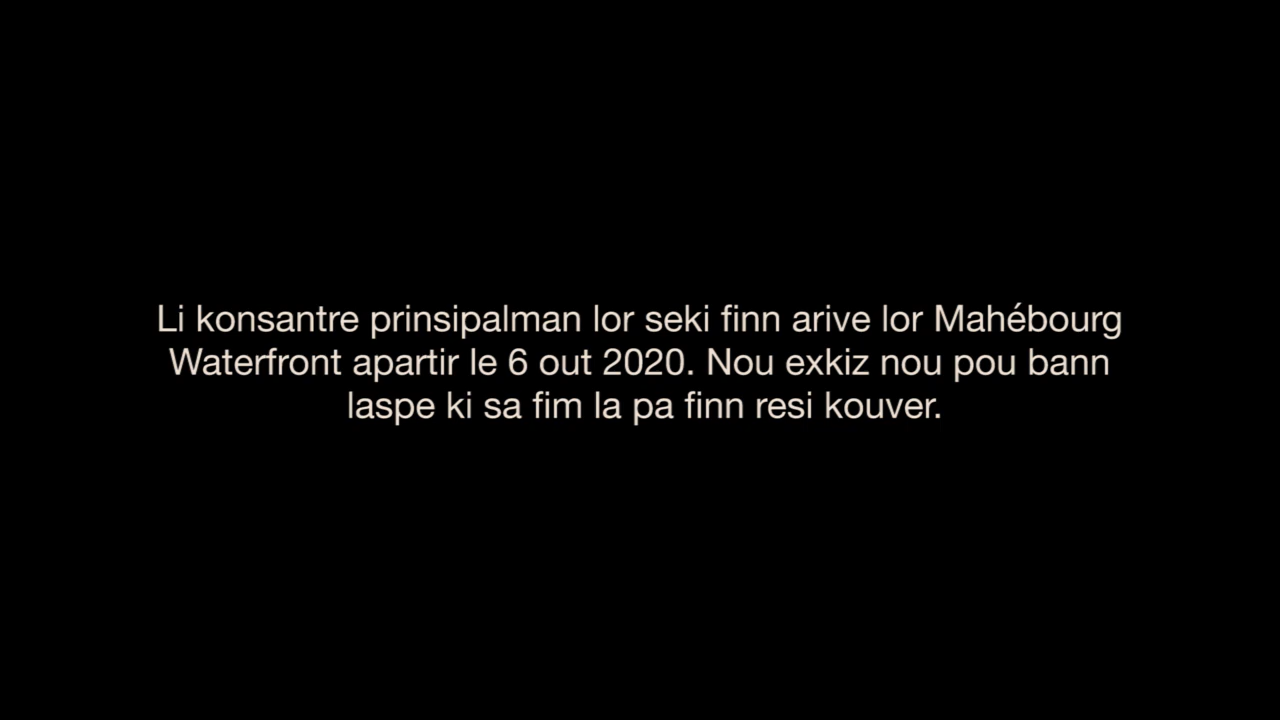 Li konsantre prinsipalman lor seki finn arive lor Mahébourg
Waterfront apartir le 6 out 2020. Nou exkiz nou pou bann
laspe ki sa fim la pa finn resi kouver.